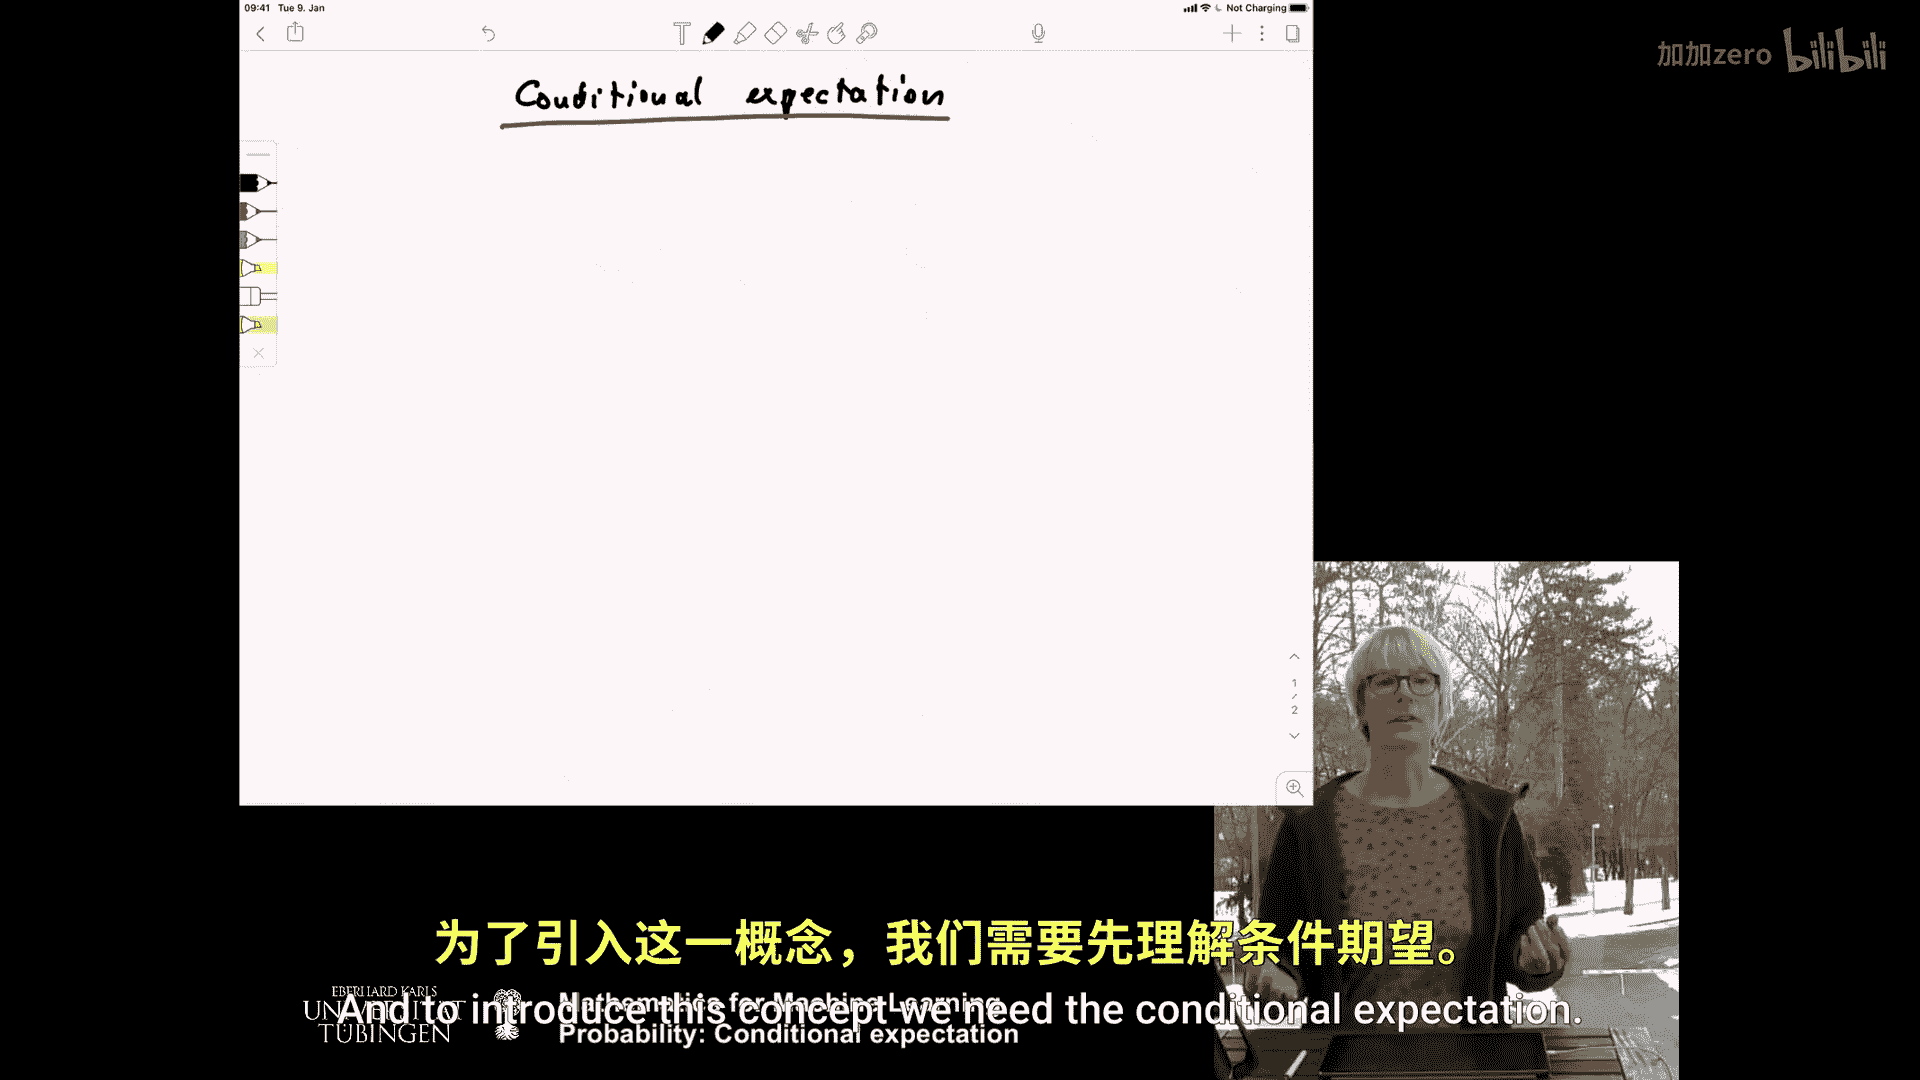 09:41 Tue 9. Jan
Not Charging
加加zero bilibili
T
Conditional expectation
1
2
为了引入这一概念，我们需要先理解条件期望。
And to introduce this concept we need the conditional expectation.
EBERHARD KARLS
UNIVERSITÄT
TÜBINGEN
Mathematics for Machine Learning
Probability: Conditional expectation